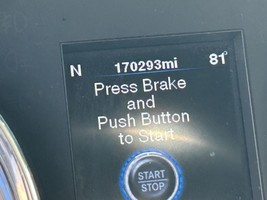 N 170293mi 81°
Press Brake
and
Push Button
to Start
START
STOP